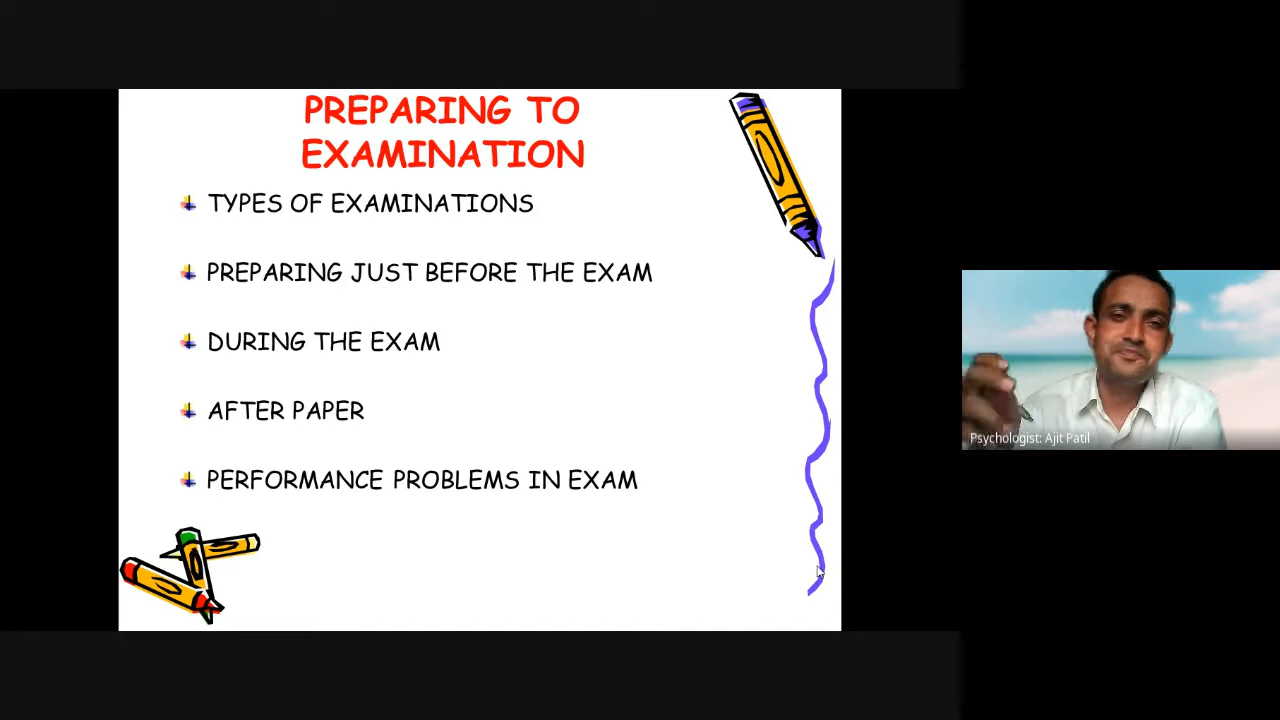 PREPARING TO
EXAMINATION
TYPES OF EXAMINATIONS
PREPARING JUST BEFORE THE EXAM
DURING THE EXAM
AFTER PAPER
PERFORMANCE PROBLEMS IN EXAM
Psychologist: Ajit Patil